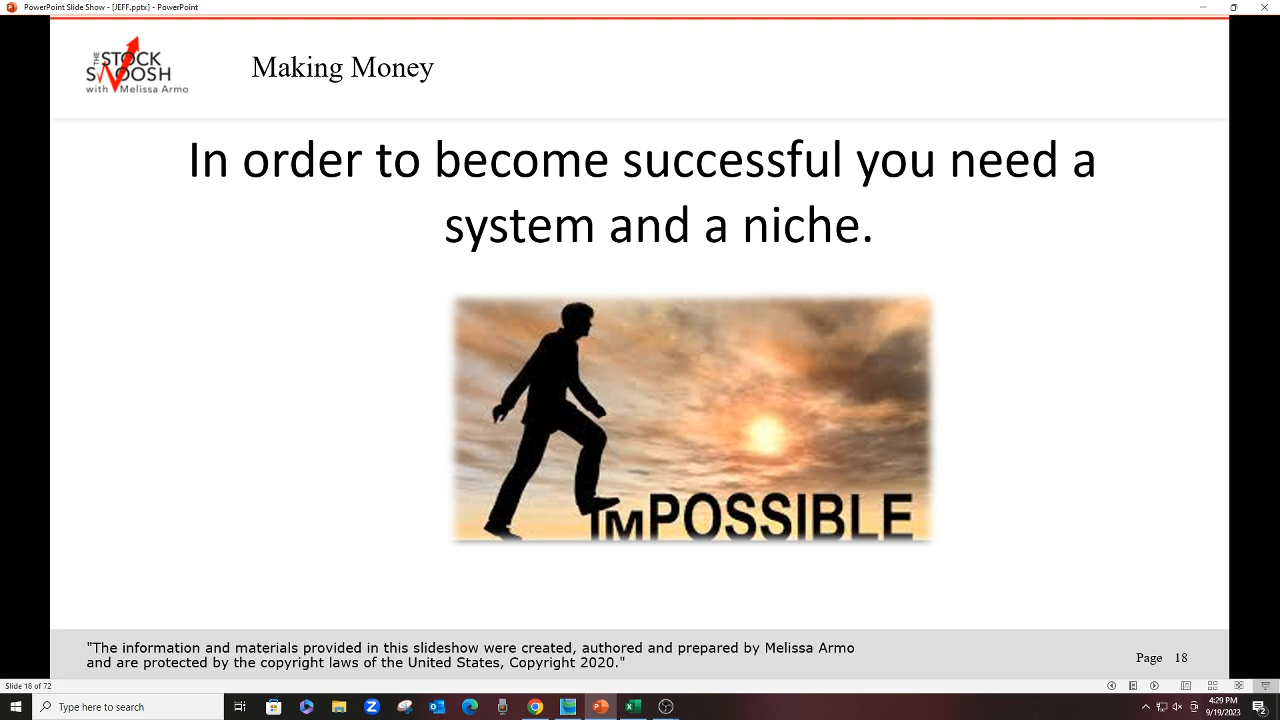 PowerPoint Slide Show - [JEFF.pptx] - PowerPoint
THE
STOCK
SWOOSH
with Melissa Armo
Making Money
In order to become successful you need a
system and a niche.
IMPOSSIBLE
"The information and materials provided in this slideshow were created, authored and prepared by Melissa Armo
and are protected by the copyright laws of the United States, Copyright 2020."
Page 18
Slide 18 of 72
Type here to search
4:29 PM
9/19/2023
2